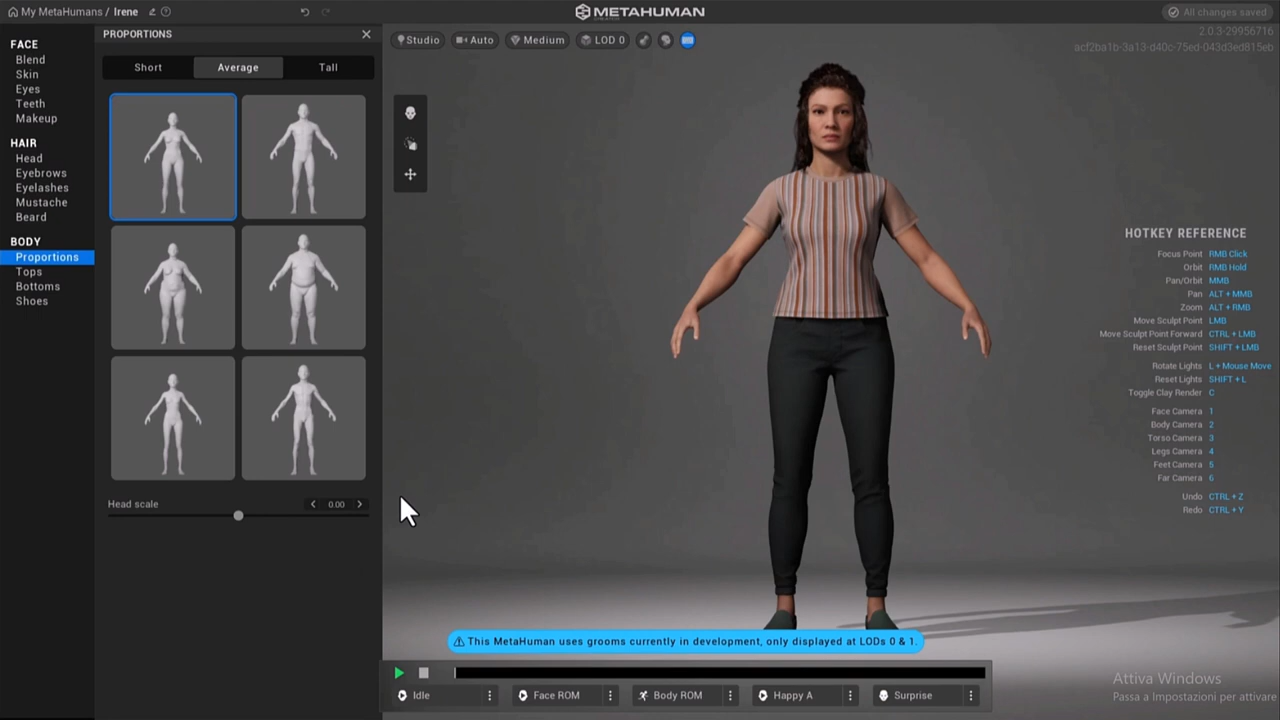 My MetaHumans / Irene
METAHUMAN
CREATOR
All changes saved
2.0.3-29956716
acf2ba1b-3a13-d40c-75ed-043d3ed815eb
FACE
Blend
Skin
Eyes
Teeth
Makeup
HAIR
Head
Eyebrows
Eyelashes
Mustache
Beard
BODY
Proportions
Tops
Bottoms
Shoes
PROPORTIONS
Short
Average
Tall
Head scale
0.00
Studio
Auto
Medium
LOD 0
HOTKEY REFERENCE
Focus Point RMB Click
Orbit RMB Hold
Pan/Orbit MMB
Pan ALT + MMB
Zoom ALT + RMB
Move Sculpt Point LMB
Move Sculpt Point Forward CTRL + LMB
Reset Sculpt Point SHIFT + LMB
Rotate Lights L + Mouse Move
Reset Lights SHIFT + L
Toggle Clay Render C
Face Camera 1
Body Camera 2
Torso Camera 3
Legs Camera 4
Feet Camera 5
Far Camera 6
Undo CTRL + Z
Redo CTRL + Y
This MetaHuman uses grooms currently in development, only displayed at LODs 0 & 1.
Idle
Face ROM
Body ROM
Happy A
Surprise
Attiva Windows
Passa a Impostazioni per attivare